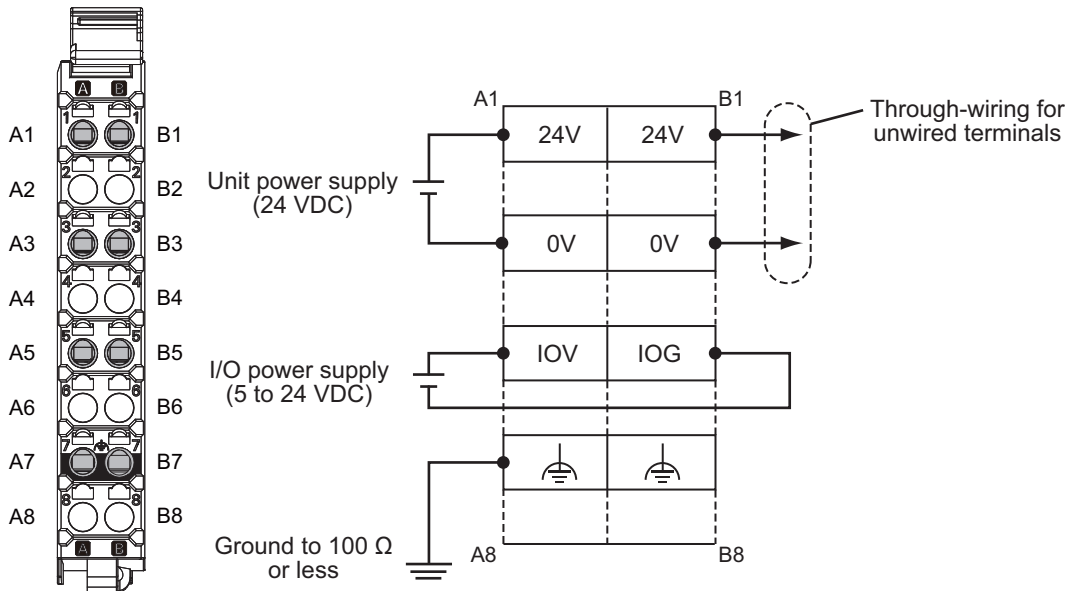 A B
1 1
A1 B1
2 2
A2 B2
3 3
A3 B3
4 4
A4 B4
5 5
A5 B5
6 6
A6 B6
7 7
A7 B7
8 8
A8 B8
A B
A1 B1
24V 24V
Through-wiring for
unwired terminals
Unit power supply
(24 VDC)
0V 0V
I/O power supply
(5 to 24 VDC)
IOV IOG
Ground to 100 Ω
or less
A8 B8